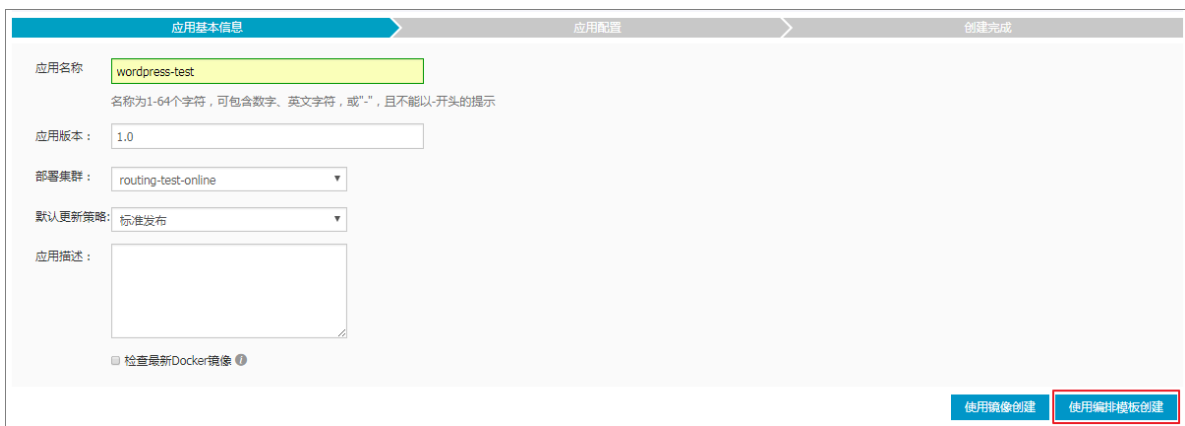 应用基本信息
应用配置
创建完成
应用名称
wordpress-test
名称为1-64个字符，可包含数字、英文字符，或"-"，且不能以-开头的提示
应用版本：
1.0
部署集群：
routing-test-online
默认更新策略:
标准发布
应用描述：
检查最新Docker镜像
使用镜像创建
使用编排模板创建